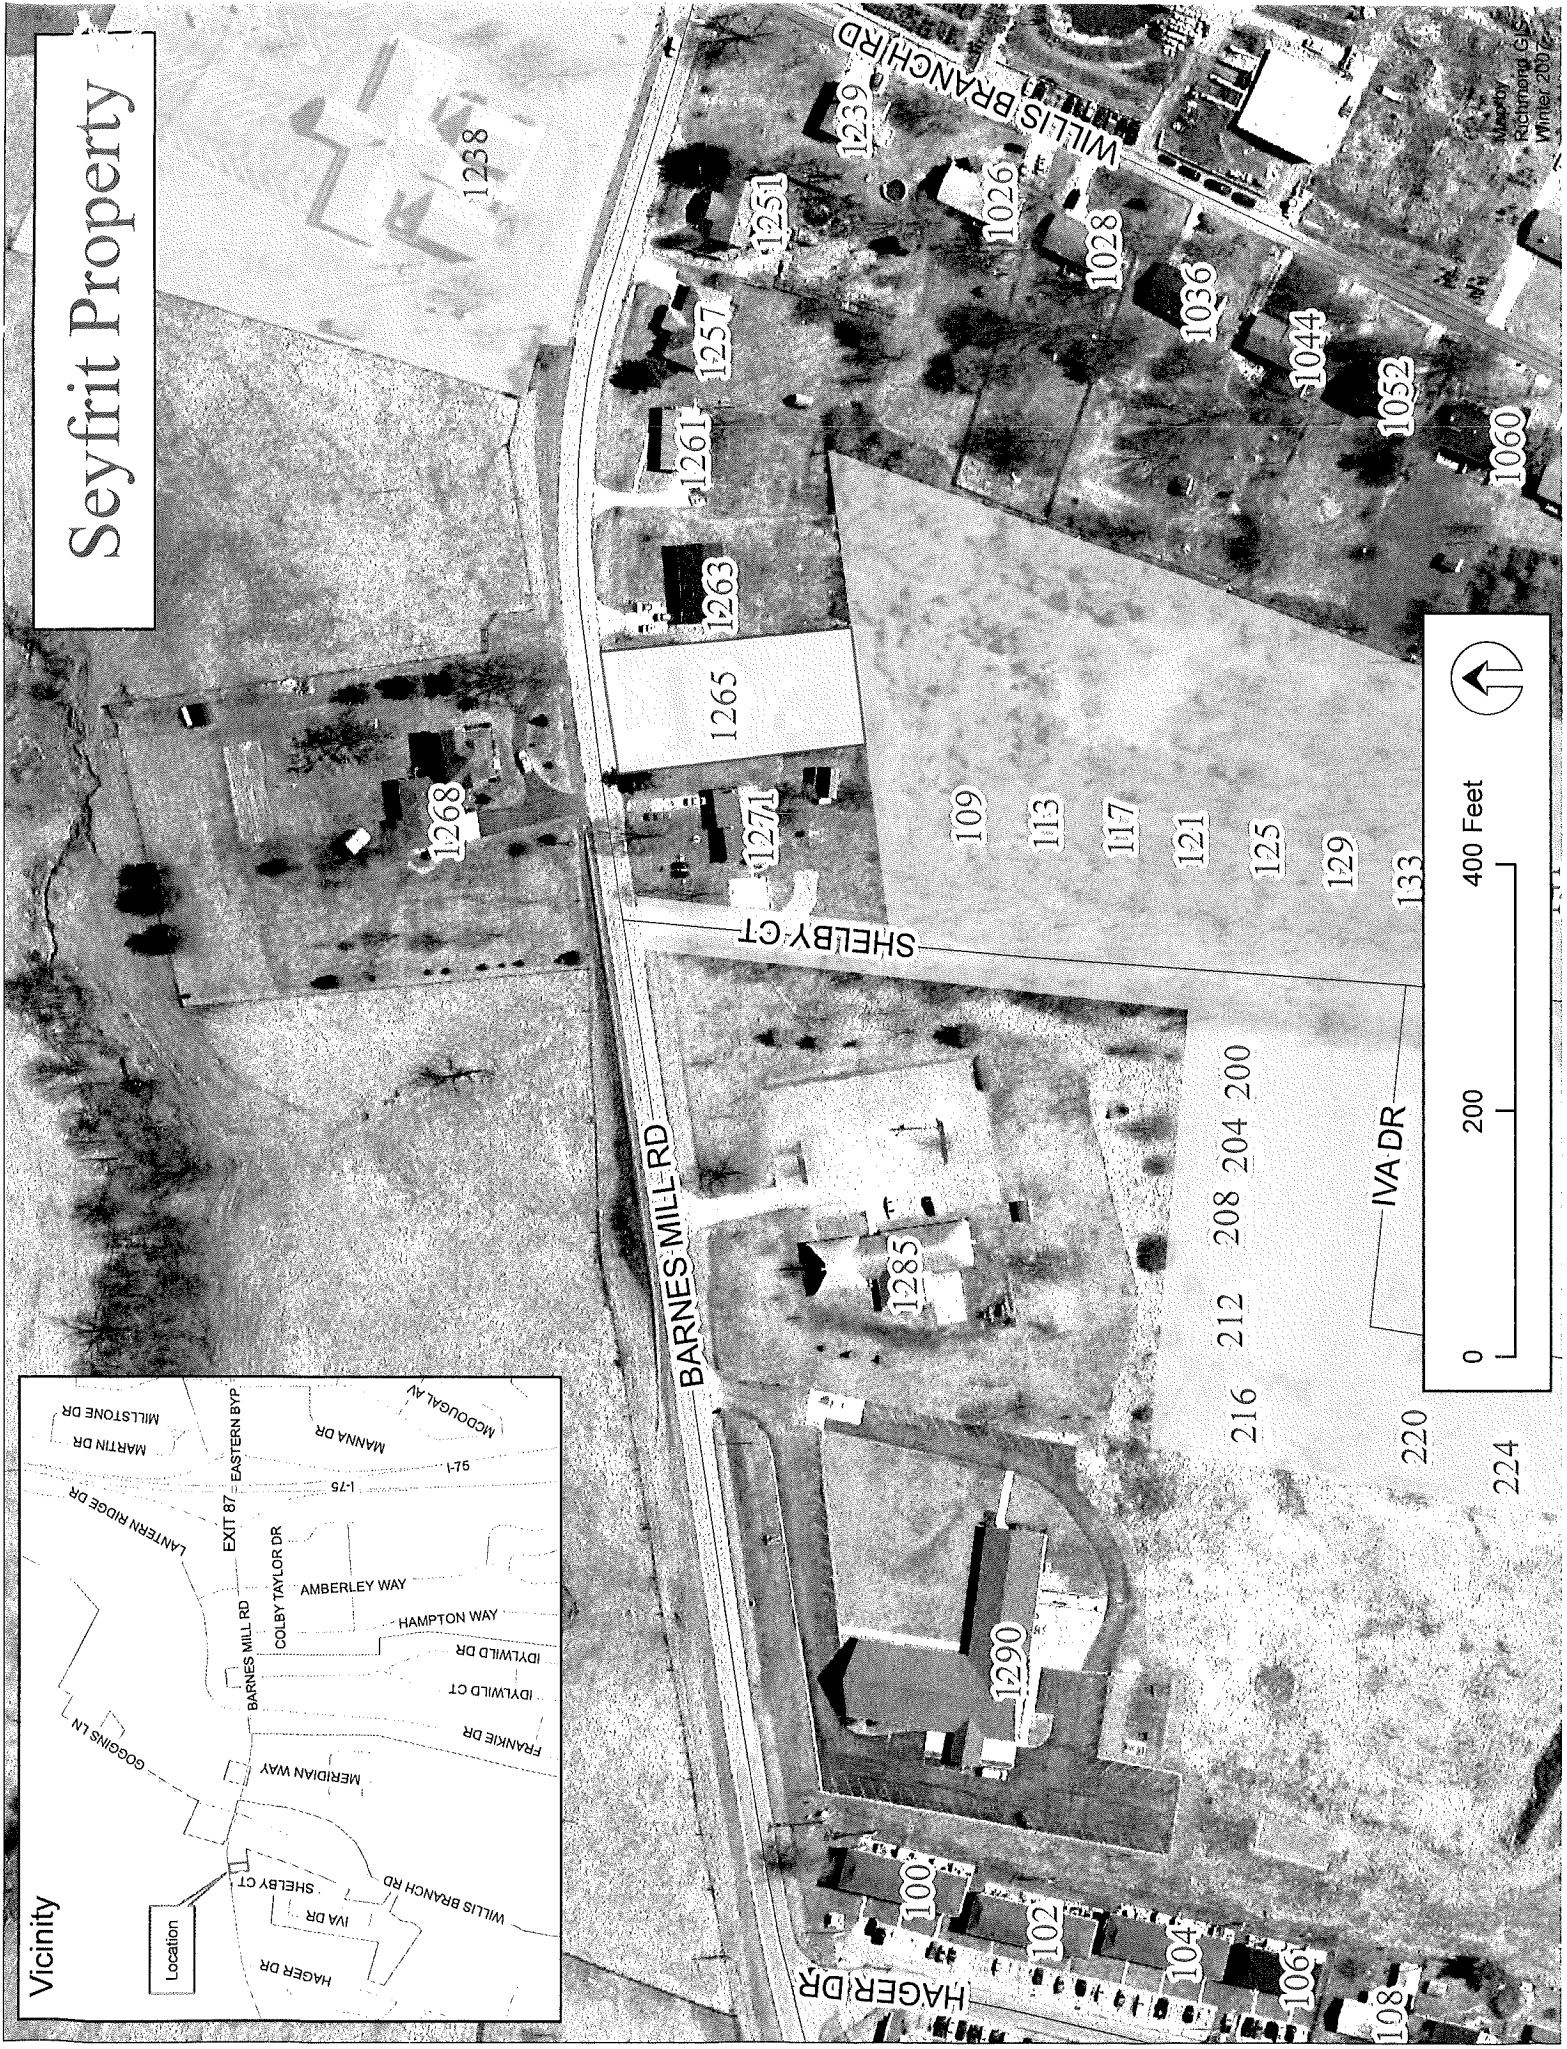 Seyfrit Property
Vicinity
Location
MILLSTONE DR
MARTIN DR
MCDOUGAL AV
MANNA DR
EASTERN BYP
EXIT 87
I-75
I-75
LANTERN RIDGE DR
COLBY TAYLOR DR
AMBERLEY WAY
HAMPTON WAY
BARNES MILL RD
IDYLWILD DR
IDYLWILD CT
FRANKIE DR
GOGGINS LN
MERIDIAN WAY
SHELBY CT
IVA DR
WILLIS BRANCH RD
HAGER DR
1238
1268
BARNES MILL RD
1239
1251
1257
1261
1263
1265
1271
SHELBY CT
WILLIS BRANCH RD
1026
1028
1036
1044
1052
1060
109
113
117
121
125
129
133
1285
1290
216
212
208
204
200
IVA DR
220
224
HAGER DR
100
102
104
106
108
0
200
400 Feet
Richmond GIS
Winter 2007